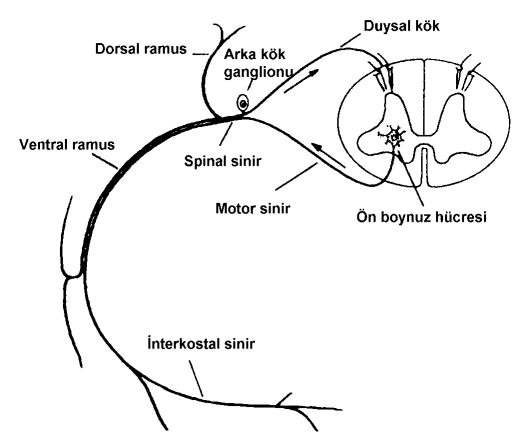 Duysal kök
Dorsal ramus
Arka kök
ganglionu
Ventral ramus
Spinal sinir
Motor sinir
Ön boynuz hücresi
İnterkostal sinir